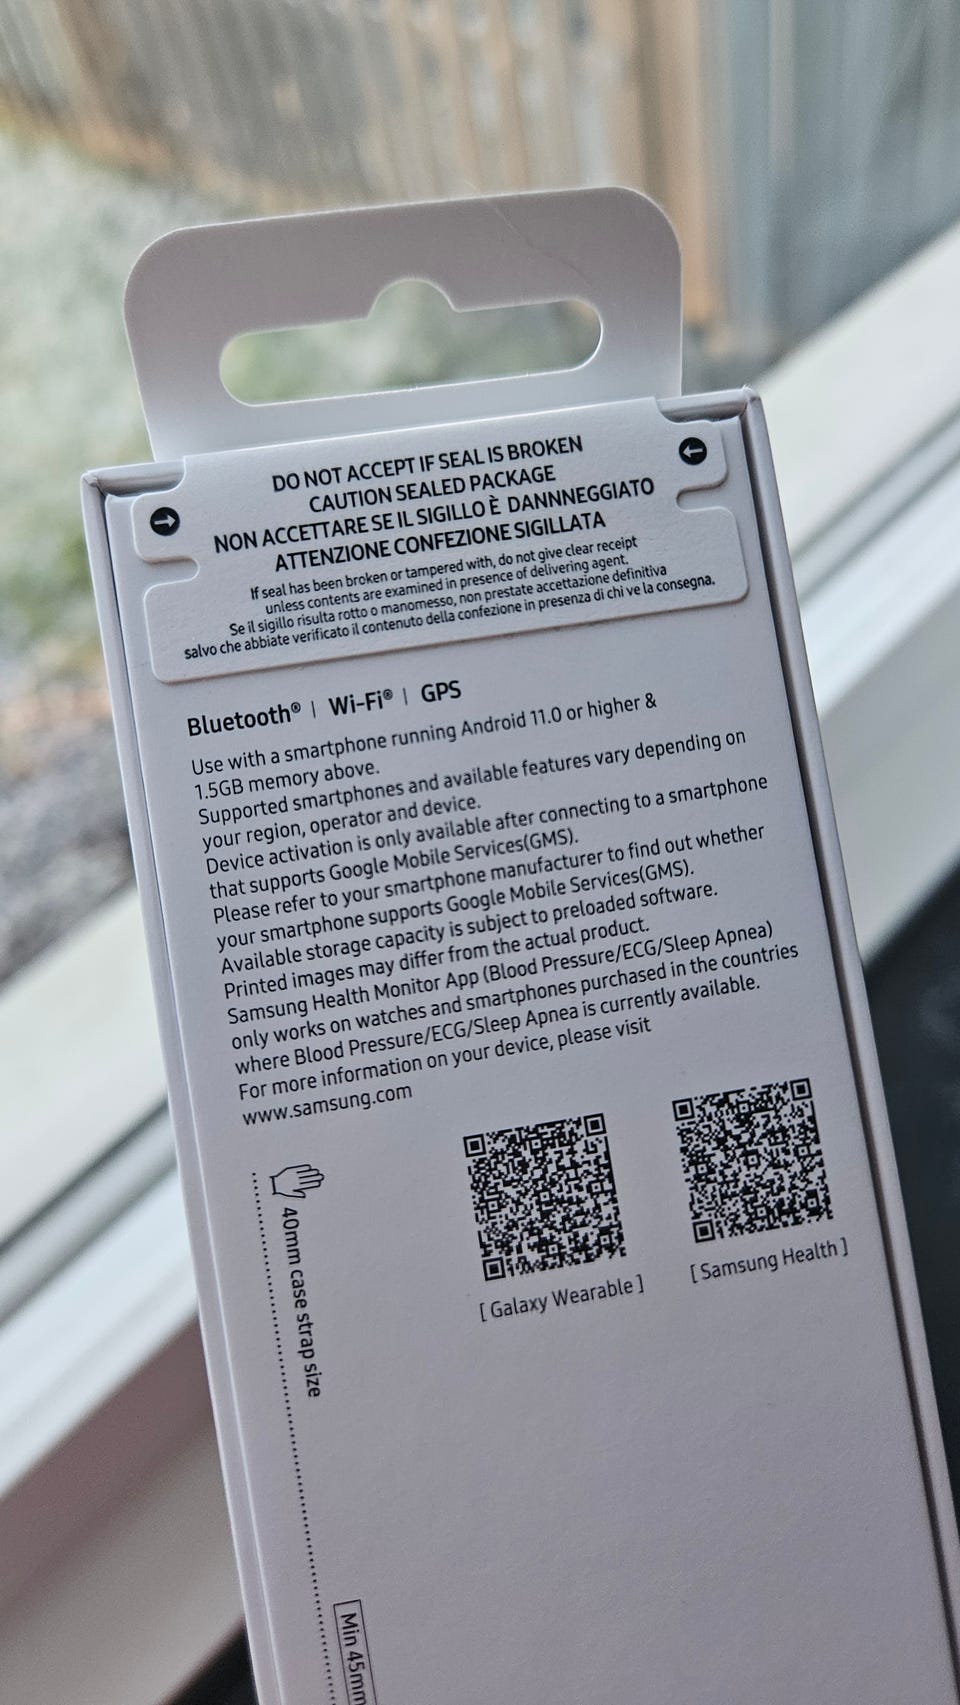 DO NOT ACCEPT IF SEAL IS BROKEN
CAUTION SEALED PACKAGE
NON ACCETTARE SE IL SIGILLO È DANNNEGGIATO
ATTENZIONE CONFEZIONE SIGILLATA
If seal has been broken or tampered with, do not give clear receipt
unless contents are examined in presence of delivering agent.
Se il sigillo risulta rotto o manomesso, non prestate accettazione definitiva
salvo che abbiate verificato il contenuto della confezione in presenza di chi ve la consegna.
Bluetooth® | Wi-Fi® | GPS
Use with a smartphone running Android 11.0 or higher &
1.5GB memory above.
Supported smartphones and available features vary depending on
your region, operator and device.
Device activation is only available after connecting to a smartphone
that supports Google Mobile Services(GMS).
Please refer to your smartphone manufacturer to find out whether
your smartphone supports Google Mobile Services(GMS).
Available storage capacity is subject to preloaded software.
Printed images may differ from the actual product.
Samsung Health Monitor App (Blood Pressure/ECG/Sleep Apnea)
only works on watches and smartphones purchased in the countries
where Blood Pressure/ECG/Sleep Apnea is currently available.
For more information on your device, please visit
www.samsung.com
[ Galaxy Wearable ]
[ Samsung Health ]
40mm case strap size
Min 45mm